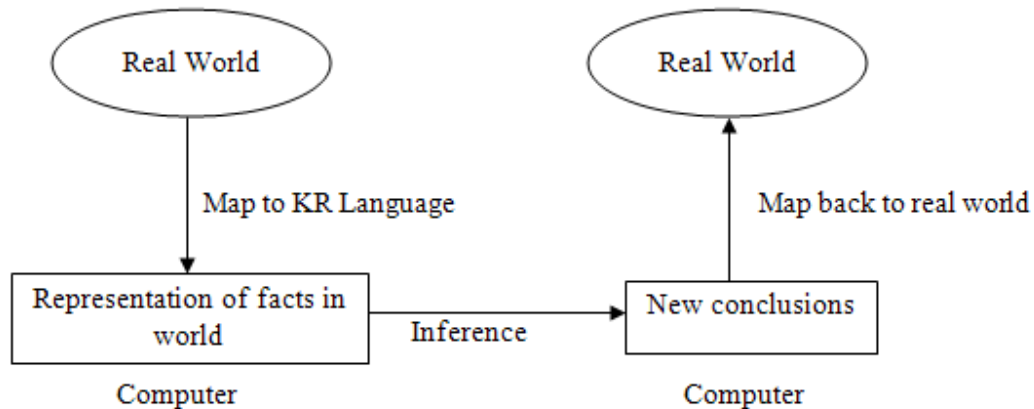 Real World
Real World
Map to KR Language
Map back to real world
Representation of facts in
world
Inference
New conclusions
Computer
Computer